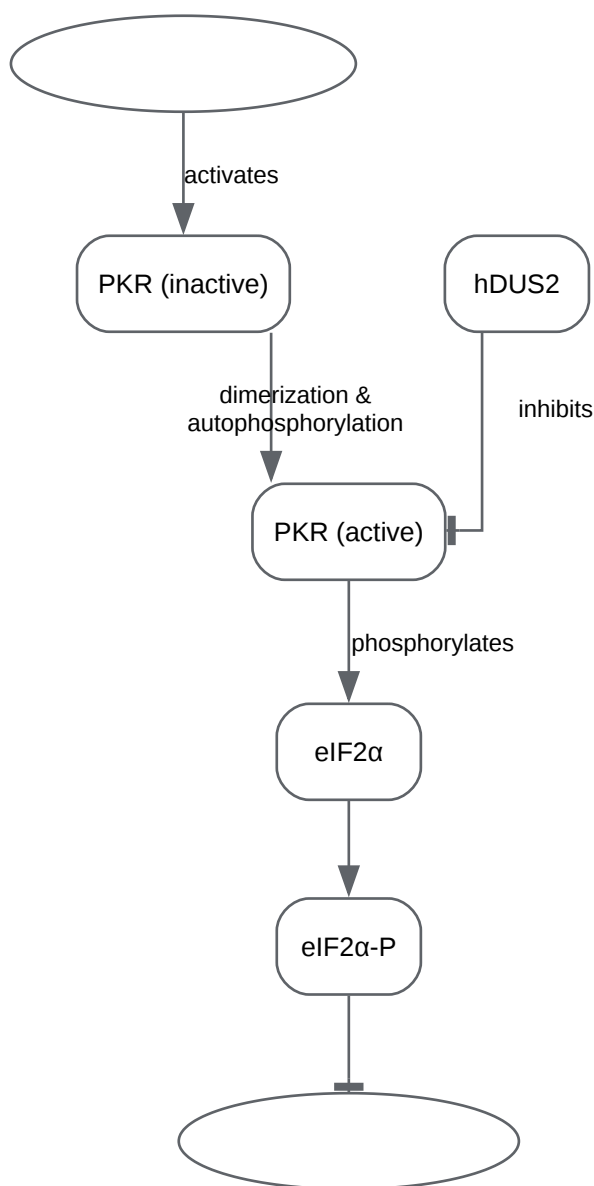 activates
PKR (inactive)
hDUS2
dimerization &
autophosphorylation
inhibits
PKR (active)
phosphorylates
eIF2α
eIF2α-P